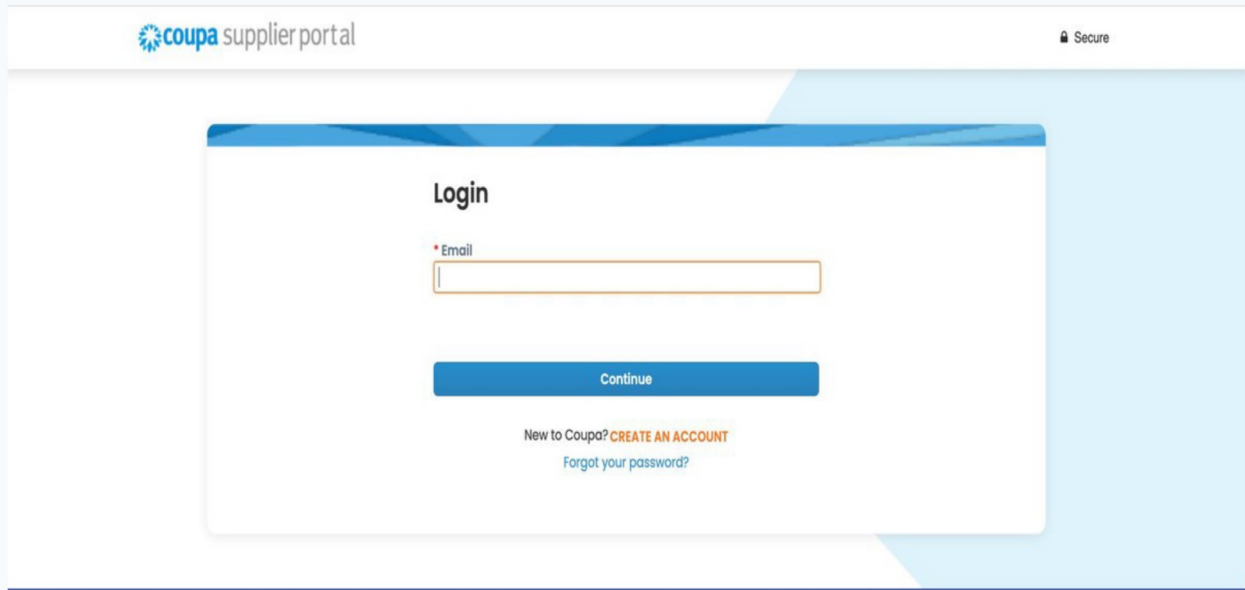 coupa supplier portal
Secure
Login
* Email
Continue
New to Coupa? CREATE AN ACCOUNT
Forgot your password?